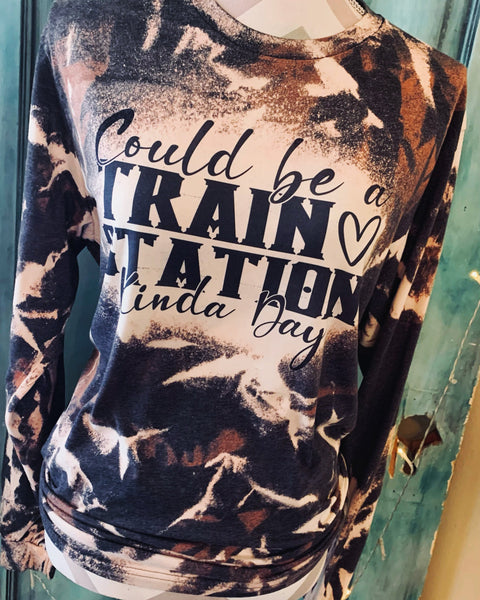 Could be a
TRAIN
STATION
Kinda Day